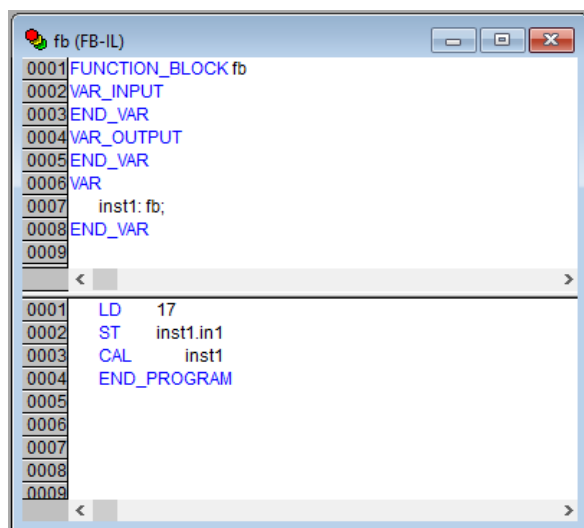 fb (FB-IL)
0001 FUNCTION_BLOCK fb
0002 VAR_INPUT
0003 END_VAR
0004 VAR_OUTPUT
0005 END_VAR
0006 VAR
0007 inst1: fb;
0008 END_VAR
0009
0001 LD 17
0002 ST inst1.in1
0003 CAL inst1
0004 END_PROGRAM
0005
0006
0007
0008
0009